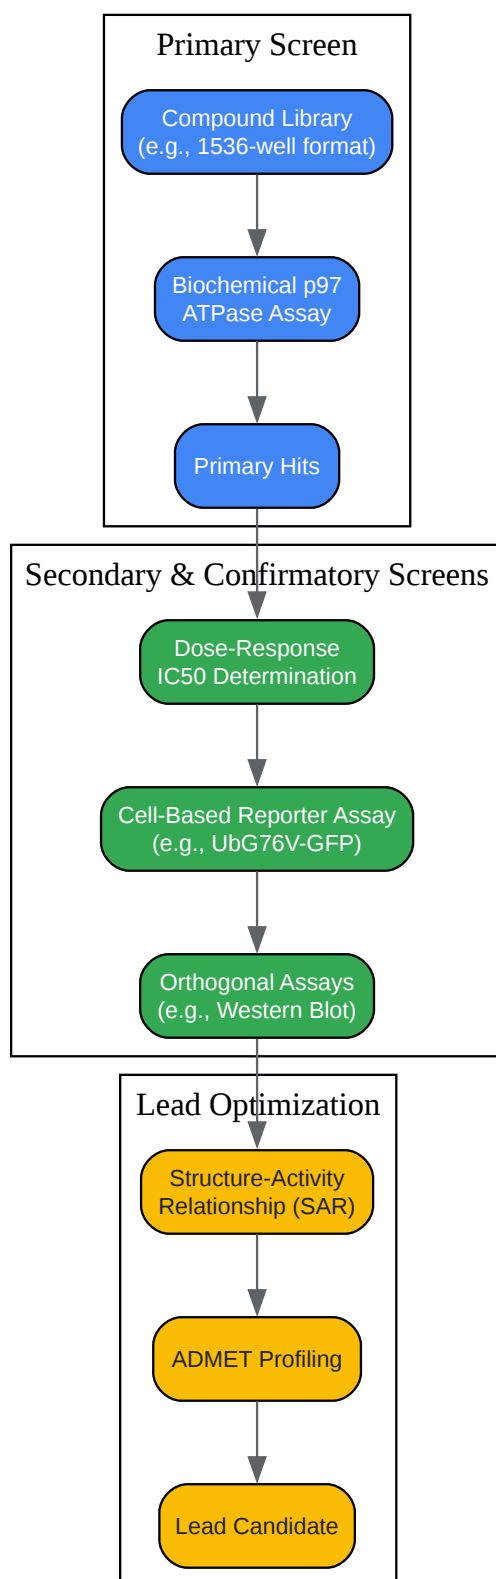 Primary Screen
Compound Library
(e.g., 1536-well format)
Biochemical p97
ATPase Assay
Primary Hits
Secondary & Confirmatory Screens
Dose-Response
IC50 Determination
Cell-Based Reporter Assay
(e.g., UbG76V-GFP)
Orthogonal Assays
(e.g., Western Blot)
Lead Optimization
Structure-Activity
Relationship (SAR)
ADMET Profiling
Lead Candidate